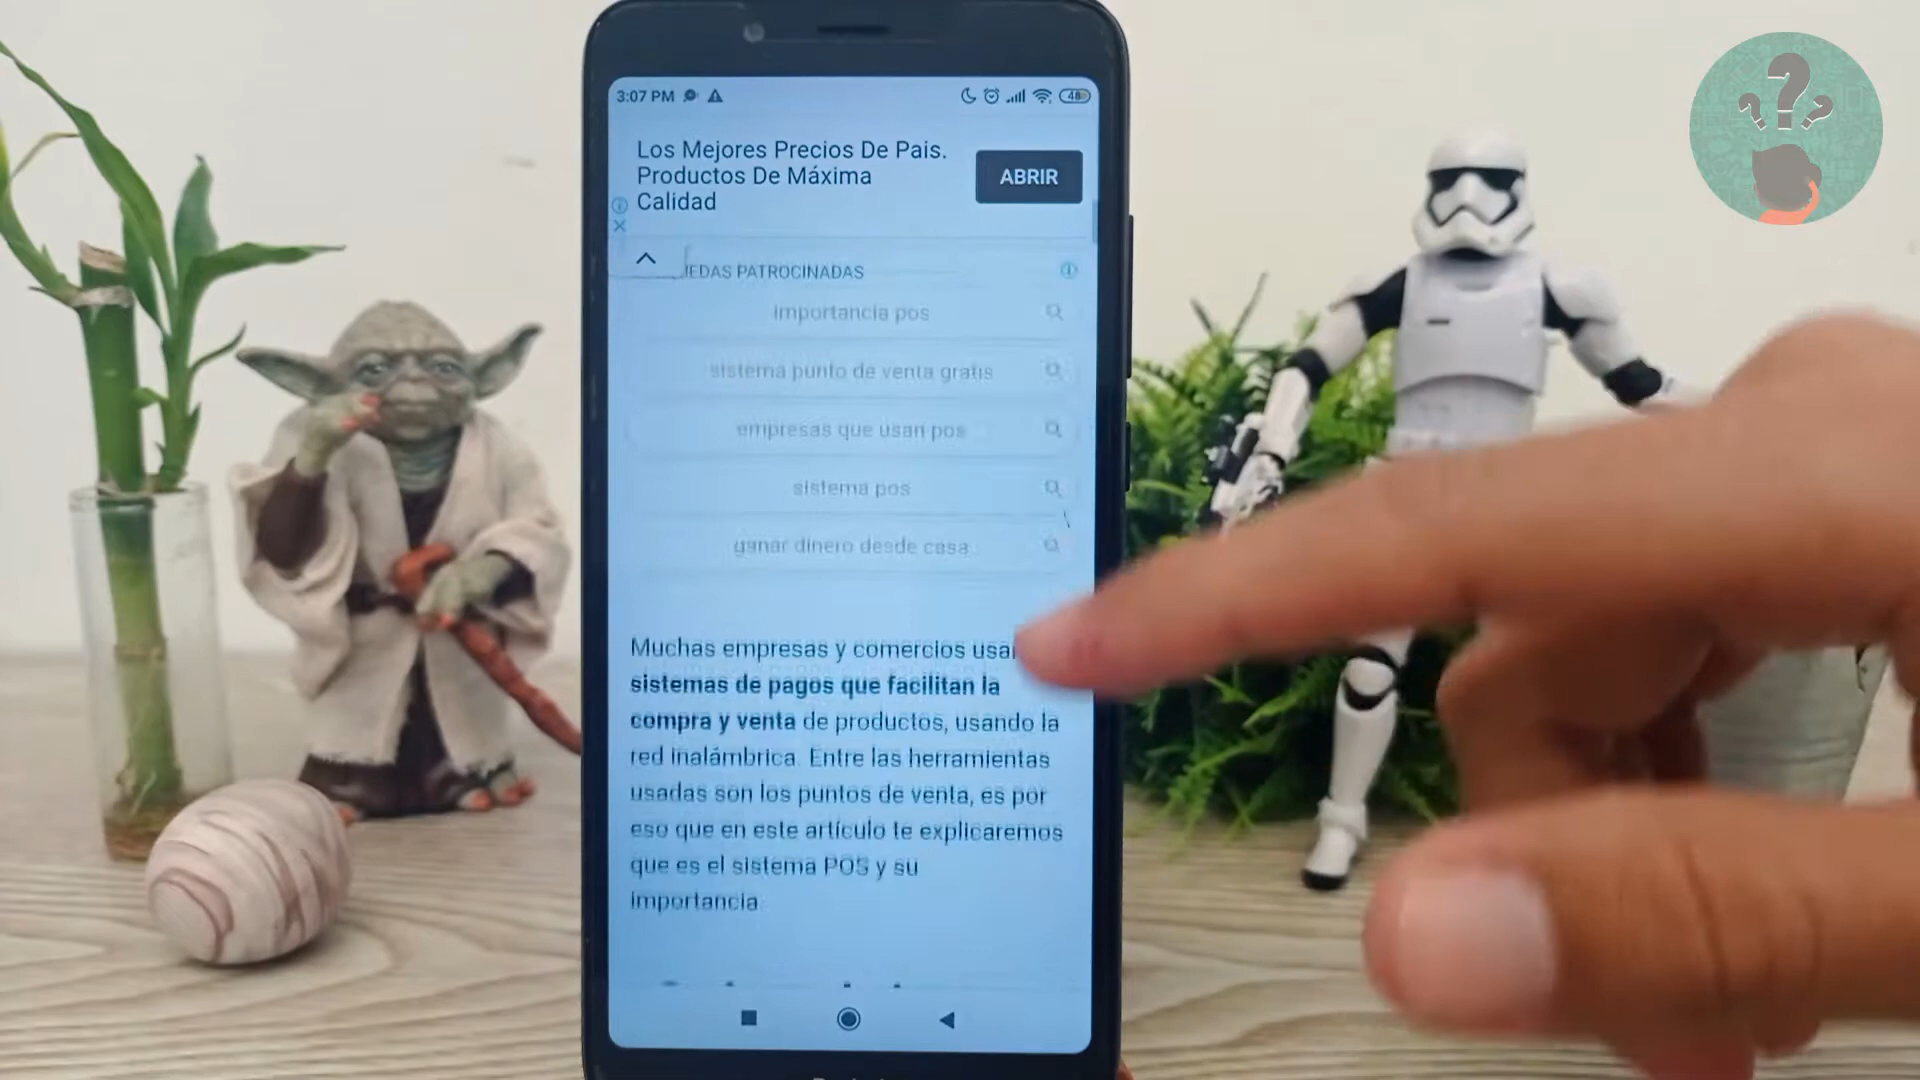 3:07 PM
48
Los Mejores Precios De Pais.
Productos De Máxima
Calidad
ABRIR
EDAS PATROCINADAS
importancia pos
sistema punto de venta gratis
empresas que usan pos
sistema pos
ganar dinero desde casa
Muchas empresas y comercios usa
sistemas de pagos que facilitan la
compra y venta de productos, usando la
red inalámbrica. Entre las herramientas
usadas son los puntos de venta, es por
eso que en este artículo te explicaremos
que es el sistema POS y su
importancia